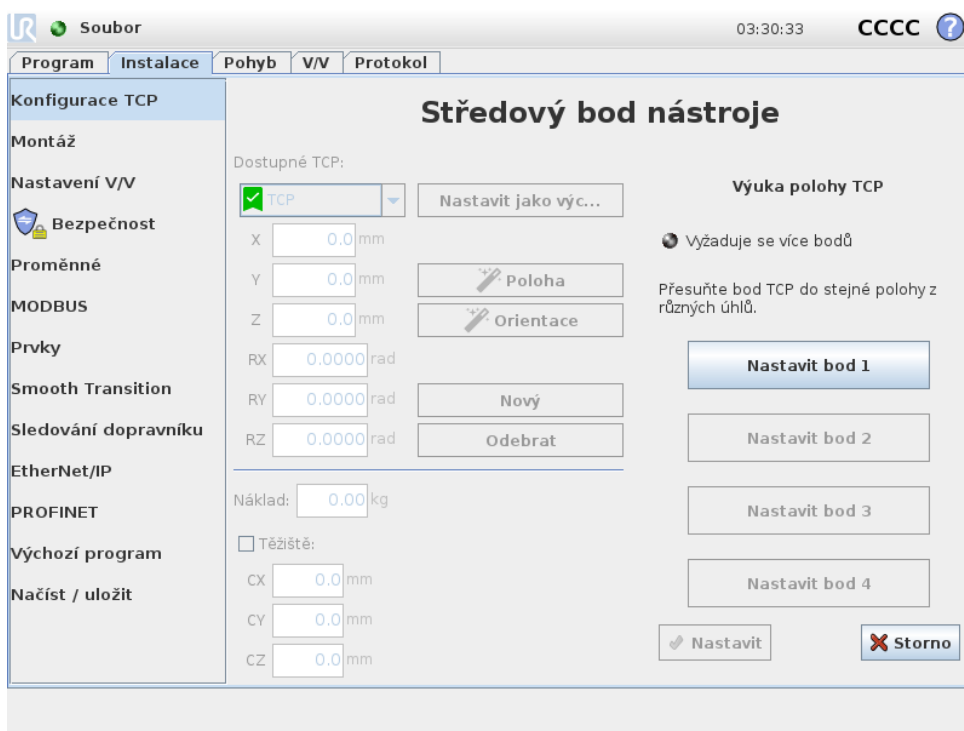 UR Soubor 03:30:33 CCCC ?
Program Instalace Pohyb V/V Protokol
Konfigurace TCP
Montáž
Nastavení V/V
Bezpečnost
Proměnné
MODBUS
Prvky
Smooth Transition
Sledování dopravníku
EtherNet/IP
PROFINET
Výchozí program
Načíst / uložit
Středový bod nástroje
Dostupné TCP:
TCP Nastavit jako výc...
X 0.0 mm
Y 0.0 mm Poloha
Z 0.0 mm Orientace
RX 0.0000 rad
RY 0.0000 rad Nový
RZ 0.0000 rad Odebrat
Náklad: 0.00 kg
Těžiště:
CX 0.0 mm
CY 0.0 mm
CZ 0.0 mm
Výuka polohy TCP
Vyžaduje se více bodů
Přesuňte bod TCP do stejné polohy z
různých úhlů.
Nastavit bod 1
Nastavit bod 2
Nastavit bod 3
Nastavit bod 4
Nastavit Storno